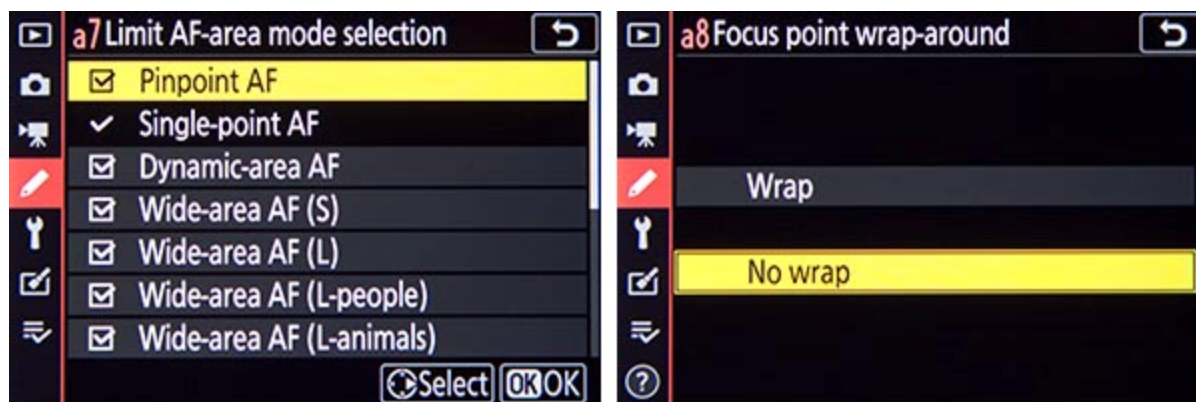 a7 Limit AF-area mode selection
Pinpoint AF
Single-point AF
Dynamic-area AF
Wide-area AF (S)
Wide-area AF (L)
Wide-area AF (L-people)
Wide-area AF (L-animals)
Select OK OK
a8 Focus point wrap-around
Wrap
No wrap
?